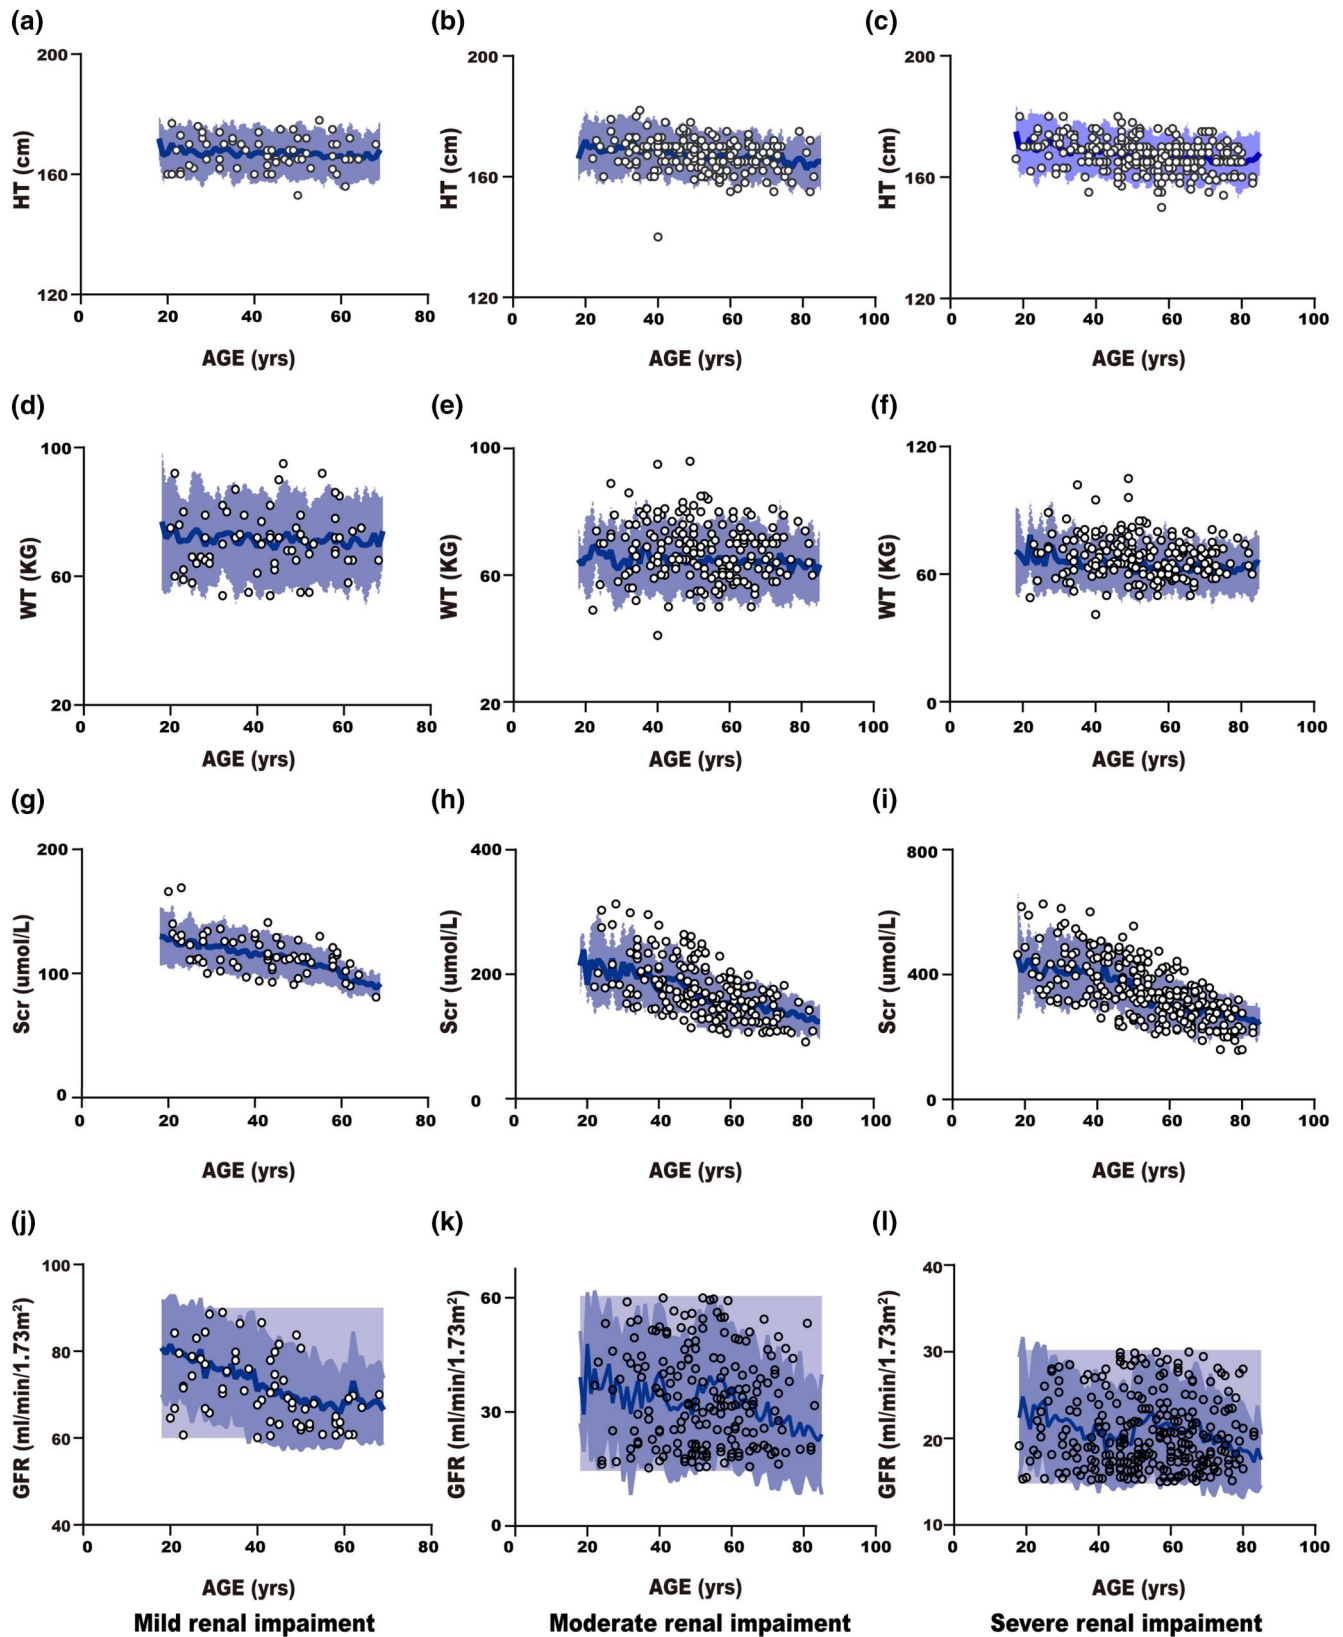 (a)
HT (cm)
200
160
120
0 20 40 60 80
AGE (yrs)
(b)
HT (cm)
200
160
120
0 20 40 60 80 100
AGE (yrs)
(c)
HT (cm)
200
160
120
0 20 40 60 80 100
AGE (yrs)
(d)
WT (KG)
100
60
20
0 20 40 60 80
AGE (yrs)
(e)
WT (KG)
100
60
20
0 20 40 60 80 100
AGE (yrs)
(f)
WT (KG)
120
60
0
0 20 40 60 80 100
AGE (yrs)
(g)
Scr (umol/L)
200
100
0
0 20 40 60 80
AGE (yrs)
(h)
Scr (umol/L)
400
200
0
0 20 40 60 80 100
AGE (yrs)
(i)
Scr (umol/L)
800
400
0
0 20 40 60 80 100
AGE (yrs)
(j)
GFR (ml/min/1.73m²)
100
80
60
40
0 20 40 60 80
AGE (yrs)
(k)
GFR (ml/min/1.73m²)
60
30
0
0 20 40 60 80 100
AGE (yrs)
(l)
GFR (ml/min/1.73m²)
40
30
20
10
0 20 40 60 80 100
AGE (yrs)
Mild renal impaiment
Moderate renal impaiment
Severe renal impaiment